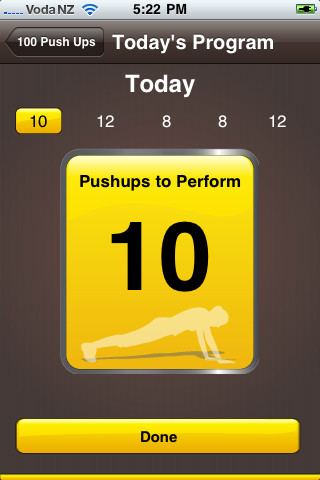 VodaNZ 5:22 PM
100 Push Ups Today's Program
Today
10 12 8 8 12
Pushups to Perform
10
Done